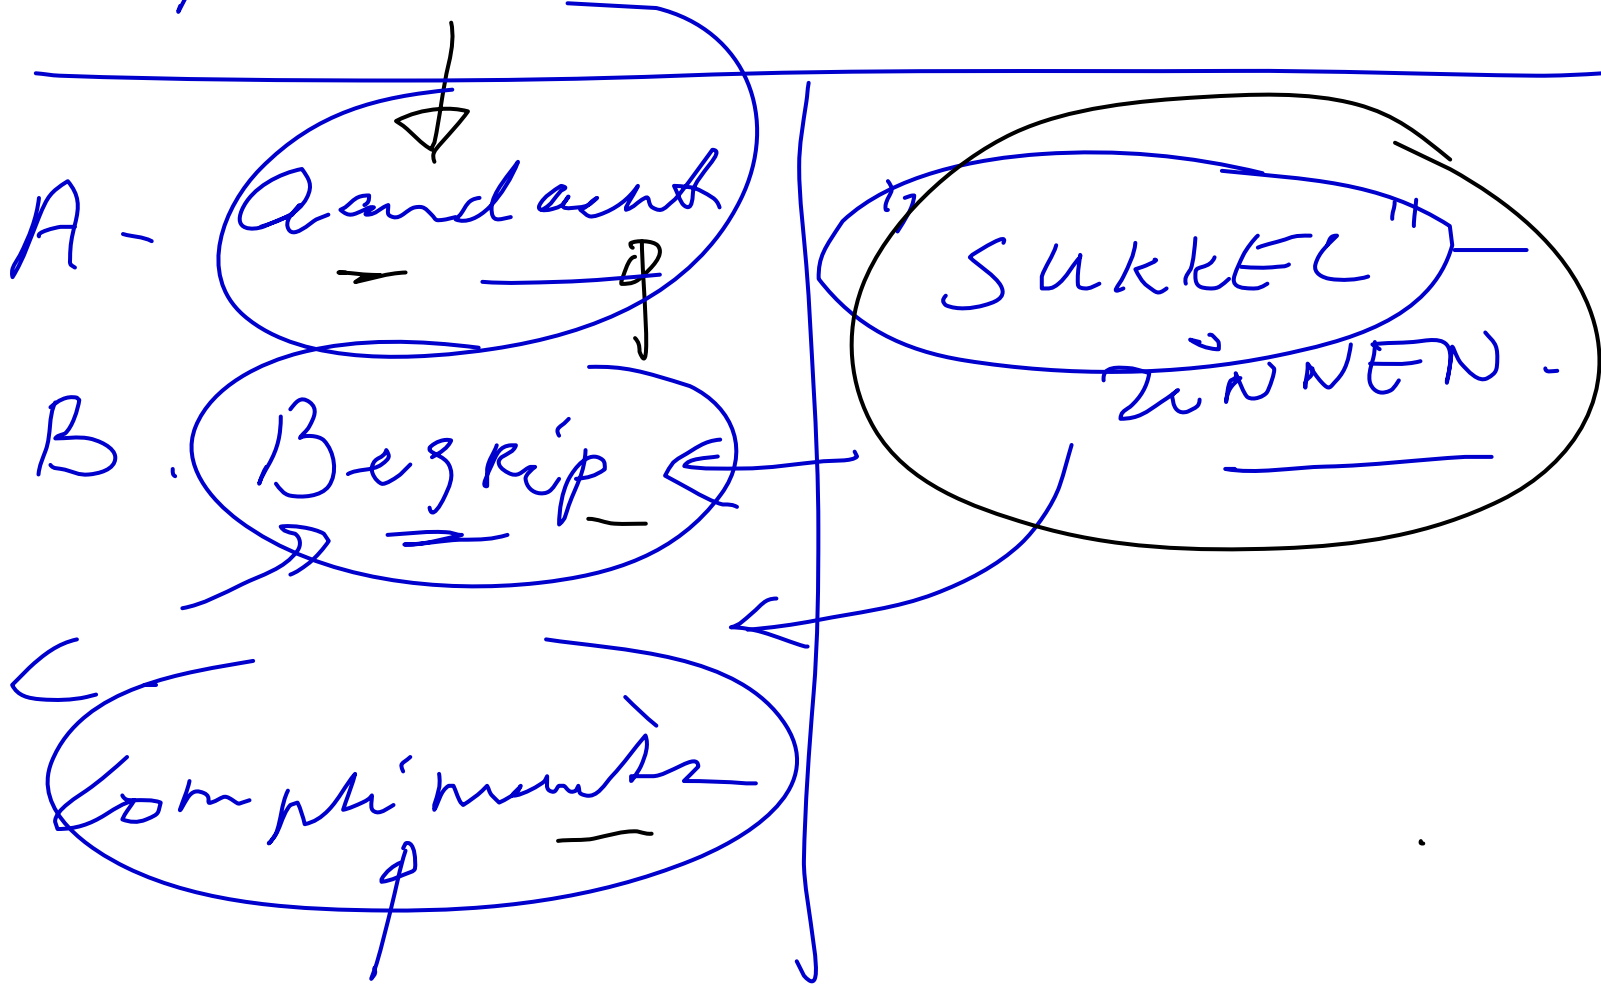 A - aandacht
B. Begrip
C - Complimenten
"SUKKEL"-
ZINNEN.